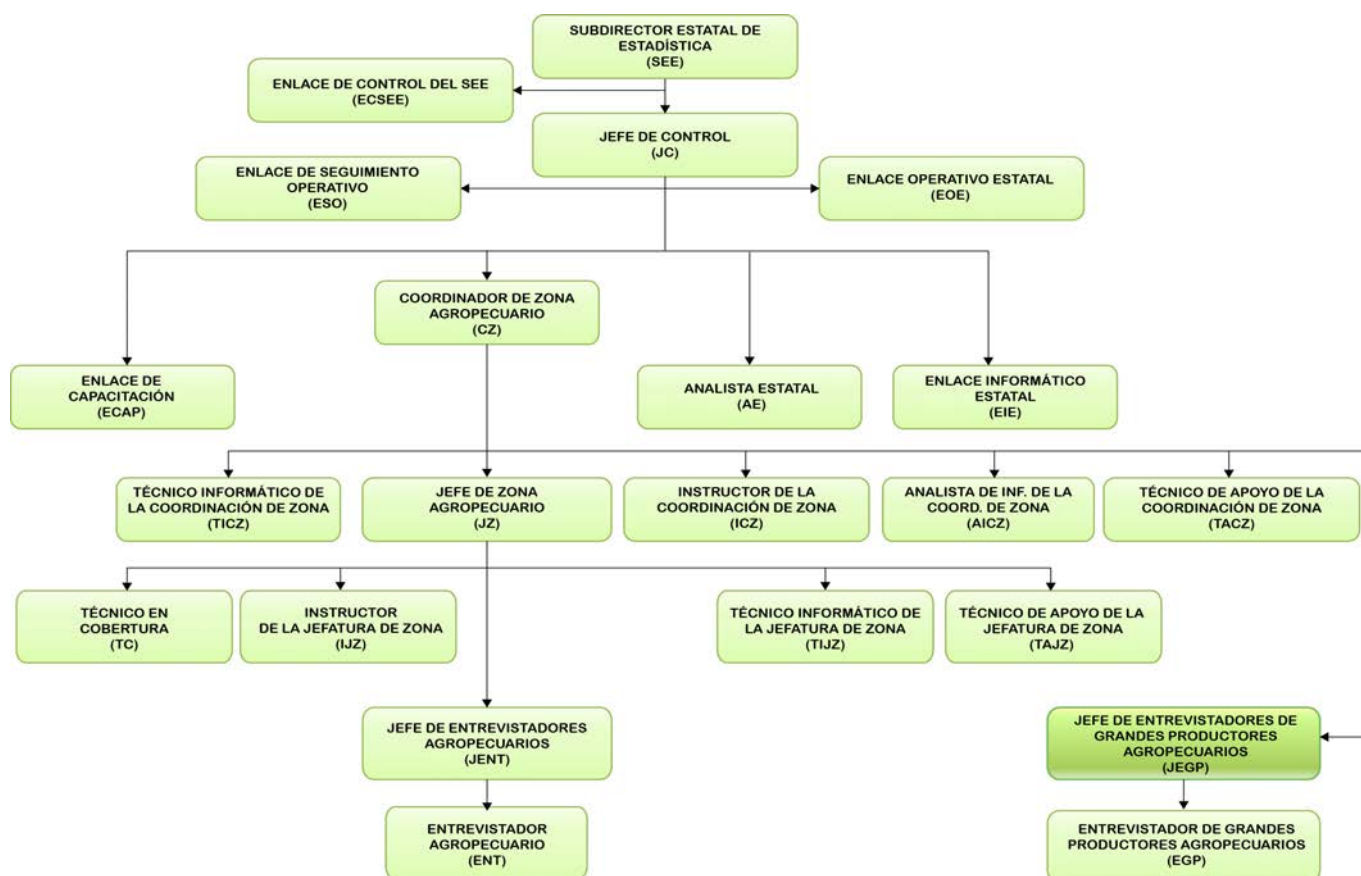 SUBDIRECTOR ESTATAL DE
ESTADÍSTICA
(SEE)
ENLACE DE CONTROL DEL SEE
(ECSEE)
JEFE DE CONTROL
(JC)
ENLACE DE SEGUIMIENTO
OPERATIVO
(ESO)
ENLACE OPERATIVO ESTATAL
(EOE)
COORDINADOR DE ZONA
AGROPECUARIO
(CZ)
ENLACE DE
CAPACITACIÓN
(ECAP)
ANALISTA ESTATAL
(AE)
ENLACE INFORMÁTICO
ESTATAL
(EIE)
TÉCNICO INFORMÁTICO DE
LA COORDINACIÓN DE ZONA
(TICZ)
JEFE DE ZONA
AGROPECUARIO
(JZ)
INSTRUCTOR DE LA
COORDINACIÓN DE ZONA
(ICZ)
ANALISTA DE INF. DE LA
COORD. DE ZONA
(AICZ)
TÉCNICO DE APOYO DE LA
COORDINACIÓN DE ZONA
(TACZ)
TÉCNICO EN
COBERTURA
(TC)
INSTRUCTOR
DE LA JEFATURA DE ZONA
(IJZ)
TÉCNICO INFORMÁTICO DE
LA JEFATURA DE ZONA
(TIJZ)
TÉCNICO DE APOYO DE LA
JEFATURA DE ZONA
(TAJZ)
JEFE DE ENTREVISTADORES
AGROPECUARIOS
(JENT)
JEFE DE ENTREVISTADORES DE
GRANDES PRODUCTORES
AGROPECUARIOS
(JEGP)
ENTREVISTADOR
AGROPECUARIO
(ENT)
ENTREVISTADOR DE GRANDES
PRODUCTORES AGROPECUARIOS
(EGP)